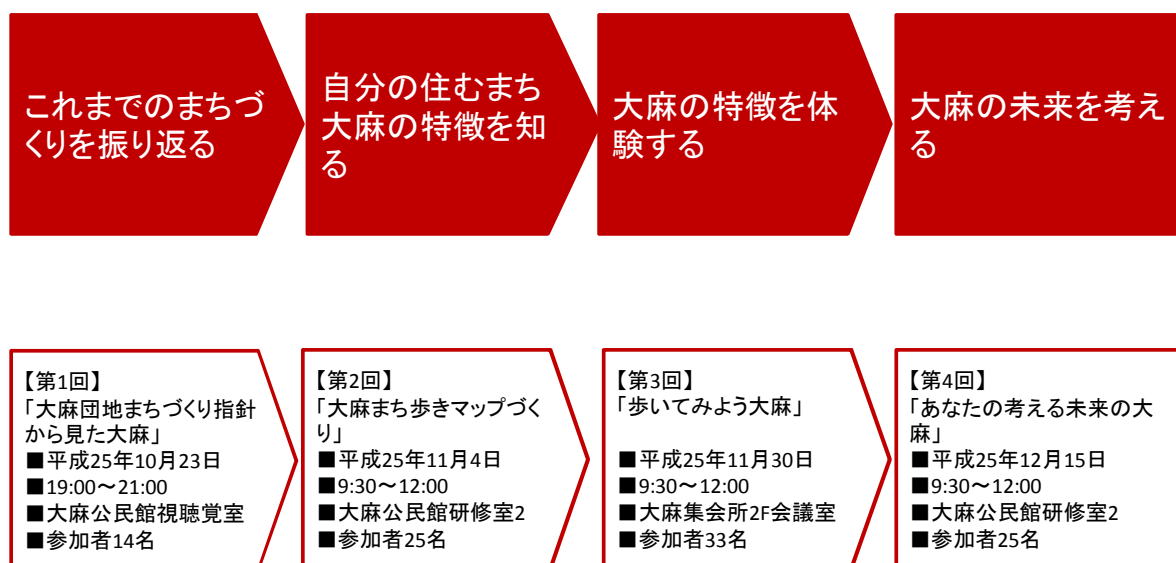 これまでのまちづ
くりを振り返る
自分の住むまち
大麻の特徴を知
る
大麻の特徴を体
験する
大麻の未来を考え
る
【第1回】
「大麻団地まちづくり指針
から見た大麻」
■平成25年10月23日
■19:00～21:00
■大麻公民館視聴覚室
■参加者14名
【第2回】
「大麻まち歩きマップづく
り」
■平成25年11月4日
■9:30～12:00
■大麻公民館研修室2
■参加者25名
【第3回】
「歩いてみよう大麻」
■平成25年11月30日
■9:30～12:00
■大麻集会所2F会議室
■参加者33名
【第4回】
「あなたの考える未来の大
麻」
■平成25年12月15日
■9:30～12:00
■大麻公民館研修室2
■参加者25名